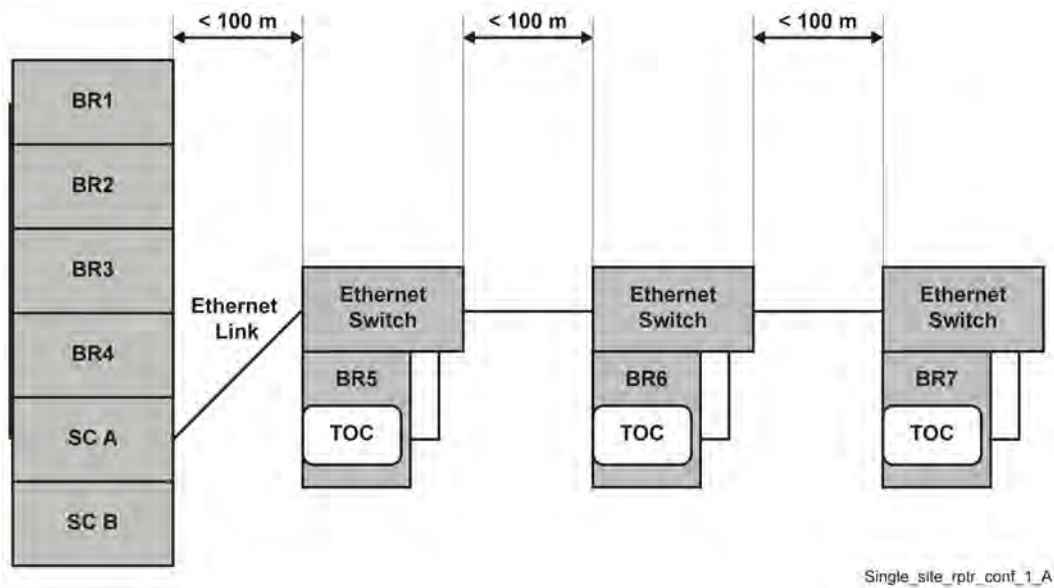 < 100 m
< 100 m
< 100 m
BR1
BR2
BR3
BR4
SC A
SC B
Ethernet
Link
Ethernet
Switch
BR5
TOC
Ethernet
Switch
BR6
TOC
Ethernet
Switch
BR7
TOC
Single_site_rptr_conf_1_A